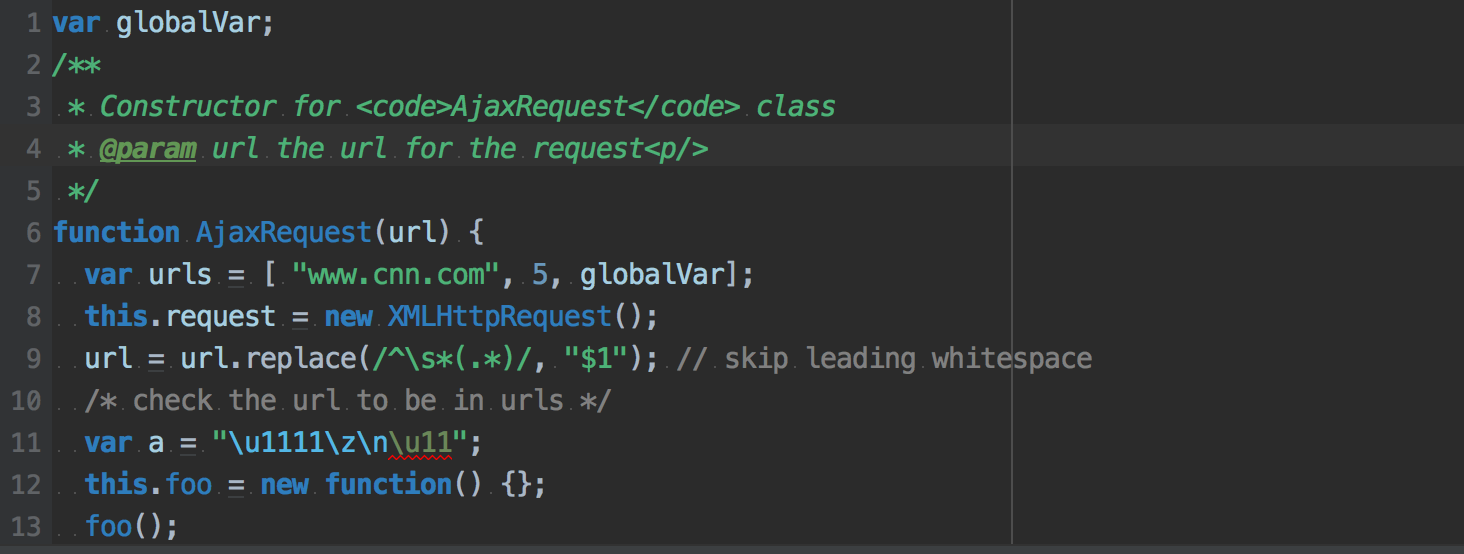 1 var globalVar;
2 /**
3  * Constructor for <code>AjaxRequest</code> class
4  * @param url the url for the request<p/>
5  */
6 function AjaxRequest(url) {
7   var urls = [ "www.cnn.com", 5, globalVar];
8   this.request = new XMLHttpRequest();
9   url = url.replace(/^\s*(.*)/, "$1"); // skip leading whitespace
10   /* check the url to be in urls */
11   var a = "\u1111\z\n\u11";
12   this.foo = new function() {};
13   foo();